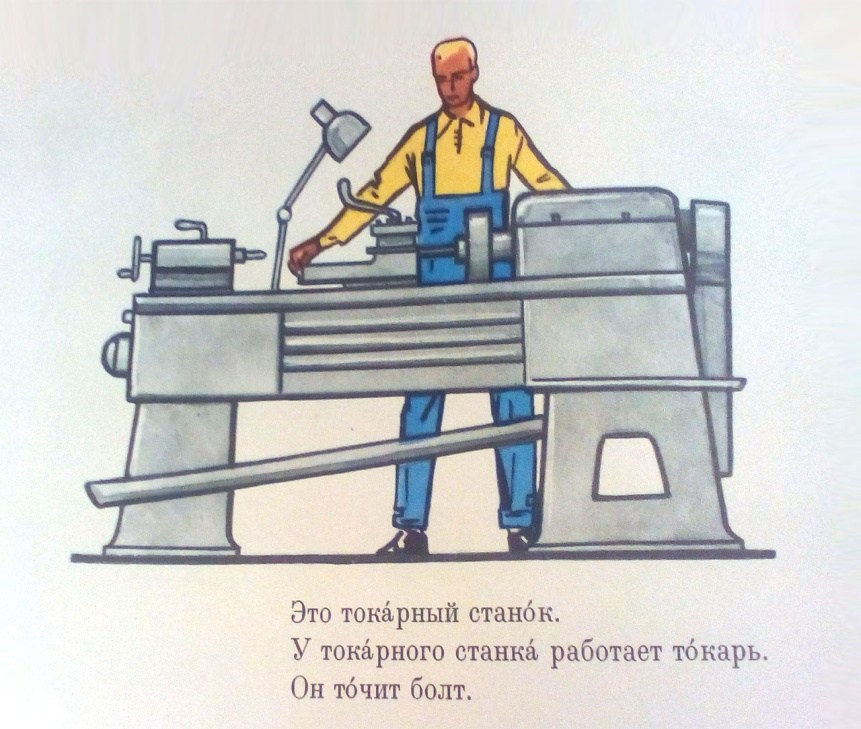 Это тока́рный стано́к.
У тока́рного станка́ работает то́карь.
Он то́чит болт.